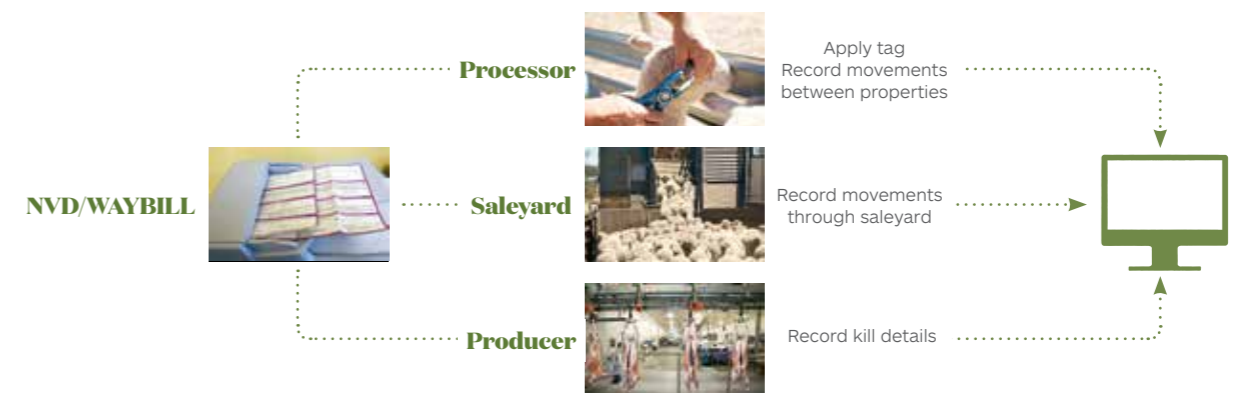 Processor
Apply tag
Record movements
between properties
NVD/WAYBILL
Saleyard
Record movements
through saleyard
Producer
Record kill details